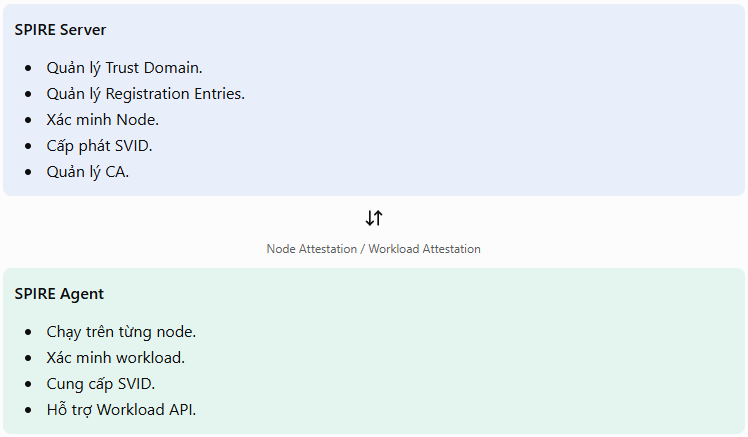 SPIRE Server
Quản lý Trust Domain.
Quản lý Registration Entries.
Xác minh Node.
Cấp phát SVID.
Quản lý CA.
Node Attestation / Workload Attestation
SPIRE Agent
Chạy trên từng node.
Xác minh workload.
Cung cấp SVID.
Hỗ trợ Workload API.